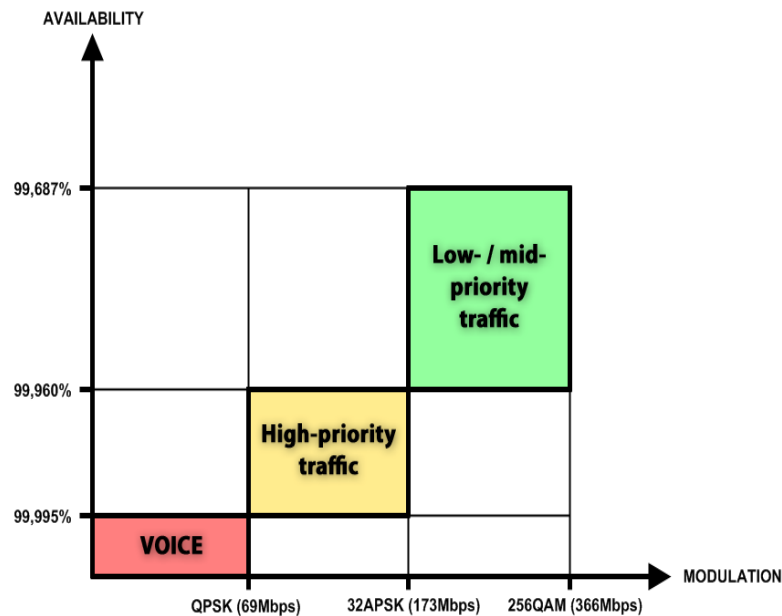 AVAILABILITY
99,687%
Low- / mid-
priority
traffic
99,960%
High-priority
traffic
99,995%
VOICE
MODULATION
QPSK (69Mbps)
32APSK (173Mbps)
256QAM (366Mbps)